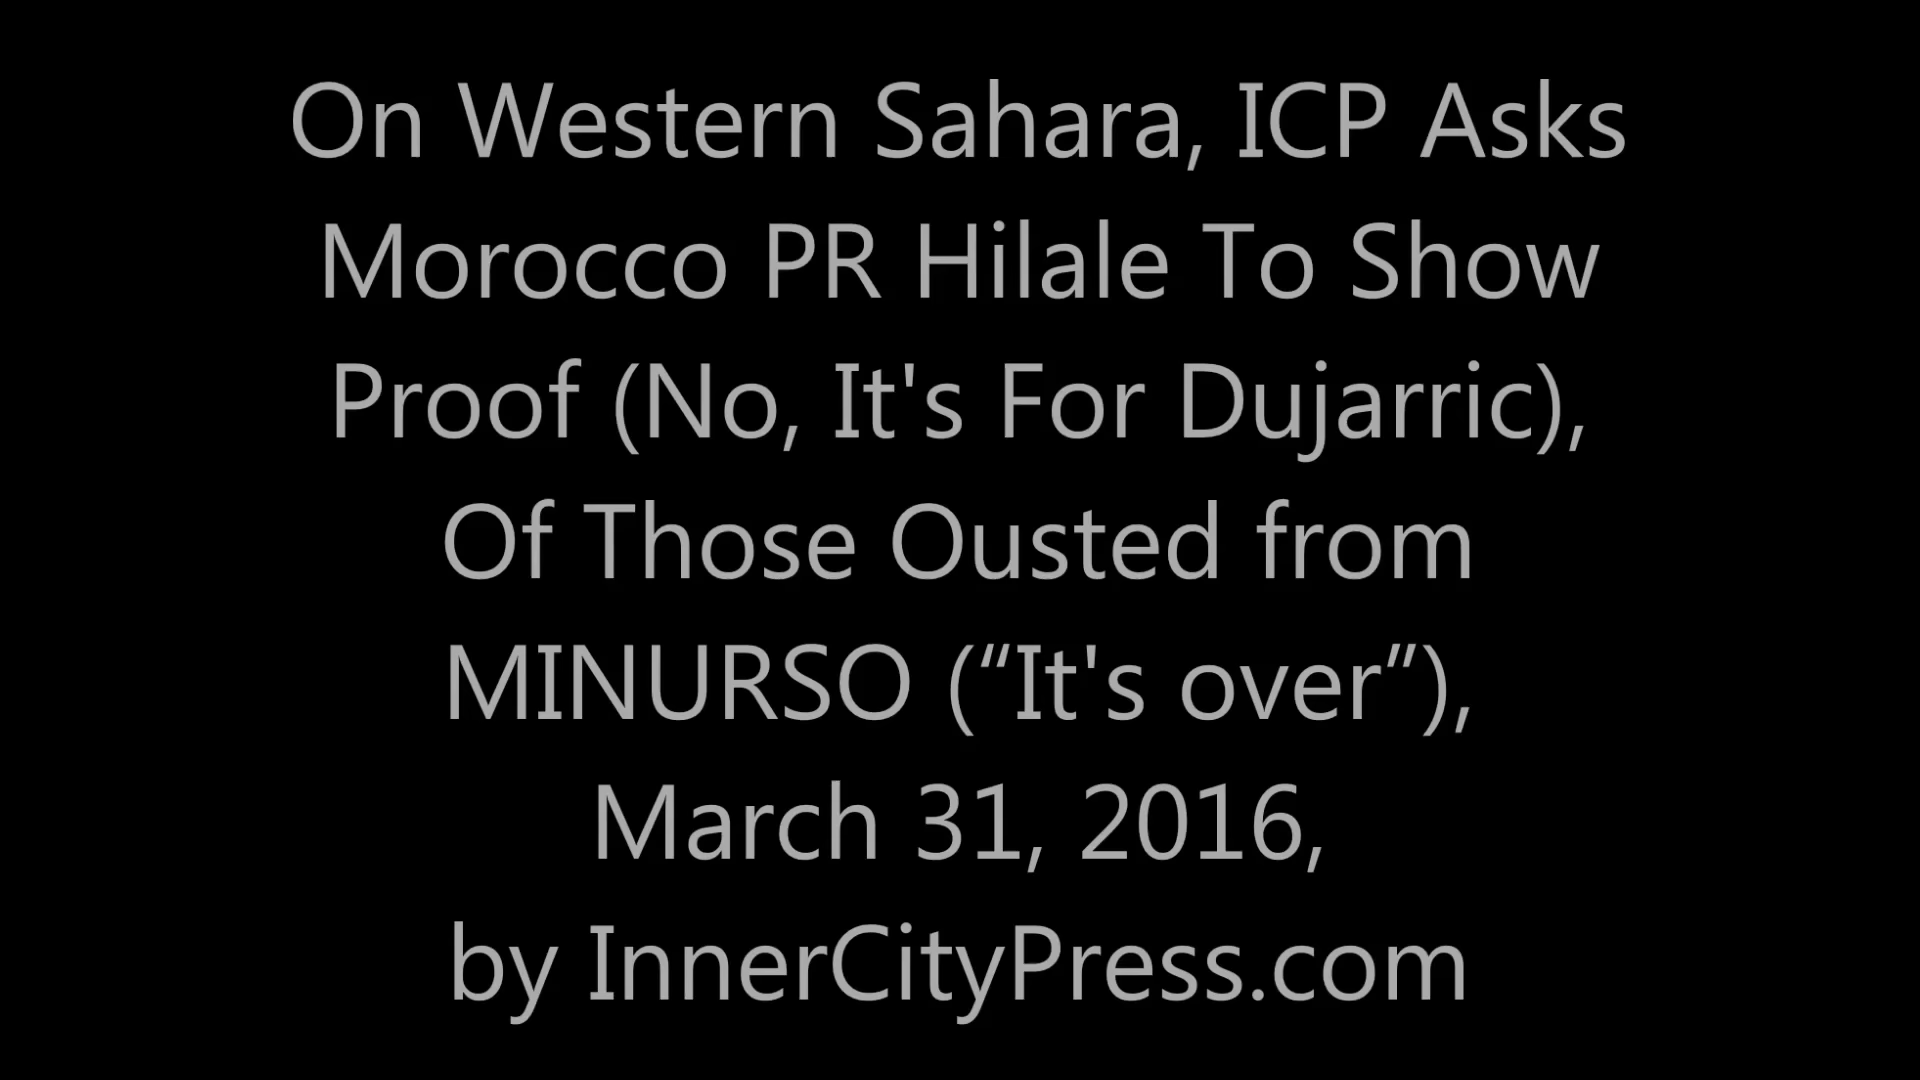 On Western Sahara, ICP Asks
Morocco PR Hilale To Show
Proof (No, It's For Dujarric),
Of Those Ousted from
MINURSO (“It's over”),
March 31, 2016,
by InnerCityPress.com